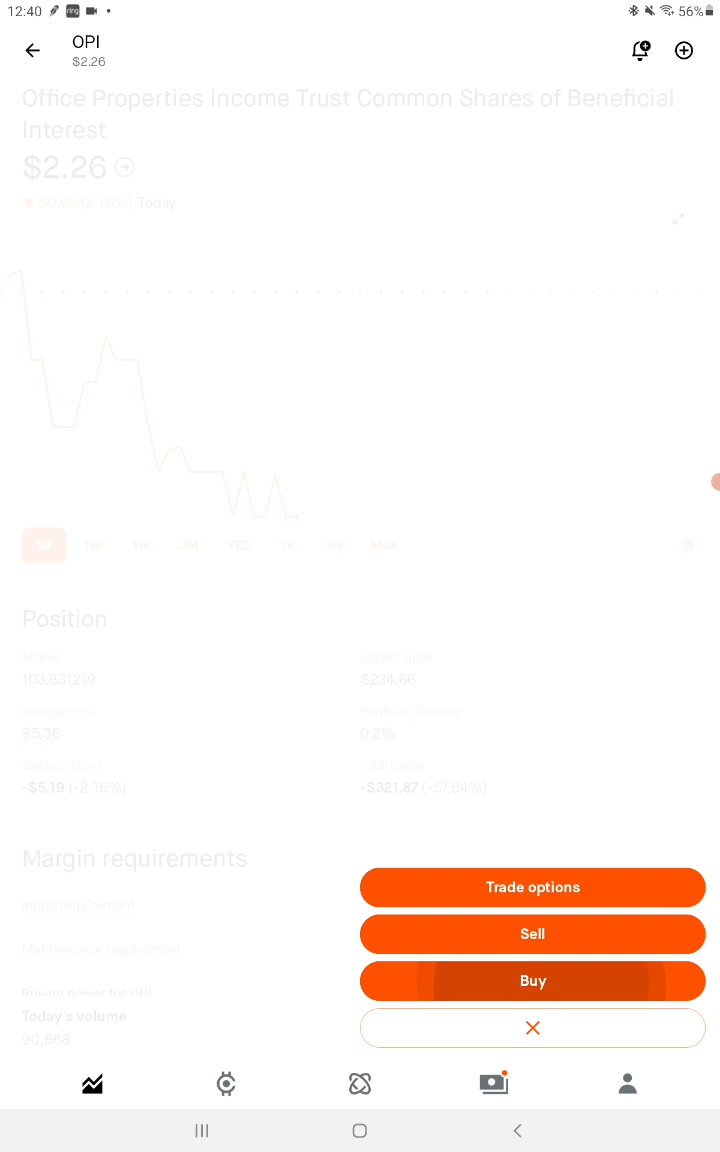 12:40 ring 56%
OPI
$2.26
Office Properties Income Trust Common Shares of Beneficial
Interest
$2.26
▼ $0.05 (2.16%) Today
1D 1W 1M 3M YTD 1Y 5Y MAX
Position
Shares Market value
103.831219 $234.66
Average cost Portfolio diversity
$5.36 0.2%
Today's return Total return
-$5.19 (-2.16%) -$321.87 (-57.84%)
Margin requirements
Trade options
Initial requirement
Sell
Maintenance requirement
Buy
Buying power for OPI
Today's volume
90,868